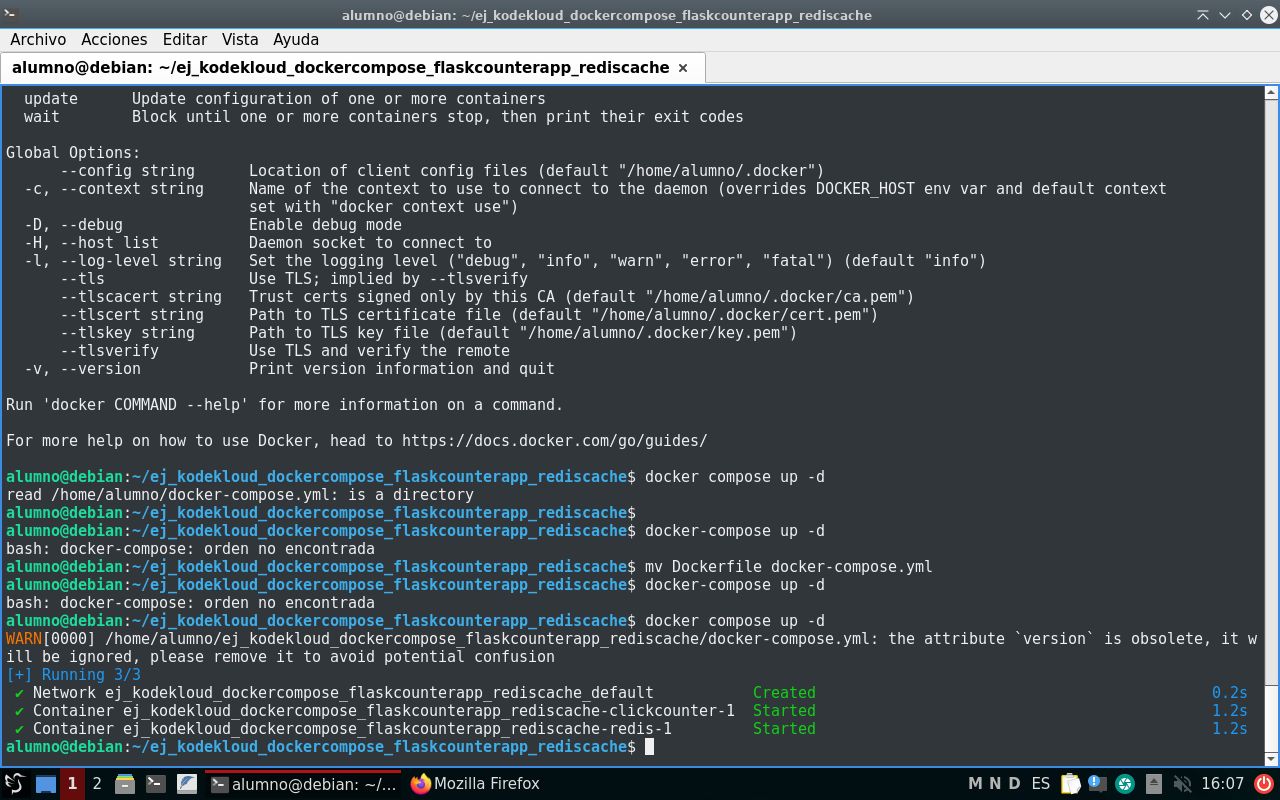 alumno@debian: ~/ej_kodekloud_dockercompose_flaskcounterapp_rediscache
Archivo Acciones Editar Vista Ayuda
alumno@debian: ~/ej_kodekloud_dockercompose_flaskcounterapp_rediscache ×
  update      Update configuration of one or more containers
  wait        Block until one or more containers stop, then print their exit codes
Global Options:
      --config string      Location of client config files (default "/home/alumno/.docker")
  -c, --context string     Name of the context to use to connect to the daemon (overrides DOCKER_HOST env var and default context
                           set with "docker context use")
  -D, --debug              Enable debug mode
  -H, --host list          Daemon socket to connect to
  -l, --log-level string   Set the logging level ("debug", "info", "warn", "error", "fatal") (default "info")
      --tls                Use TLS; implied by --tlsverify
      --tlscacert string   Trust certs signed only by this CA (default "/home/alumno/.docker/ca.pem")
      --tlscert string     Path to TLS certificate file (default "/home/alumno/.docker/cert.pem")
      --tlskey string      Path to TLS key file (default "/home/alumno/.docker/key.pem")
      --tlsverify          Use TLS and verify the remote
  -v, --version            Print version information and quit
Run 'docker COMMAND --help' for more information on a command.
For more help on how to use Docker, head to https://docs.docker.com/go/guides/
alumno@debian:~/ej_kodekloud_dockercompose_flaskcounterapp_rediscache$ docker compose up -d
read /home/alumno/docker-compose.yml: is a directory
alumno@debian:~/ej_kodekloud_dockercompose_flaskcounterapp_rediscache$
alumno@debian:~/ej_kodekloud_dockercompose_flaskcounterapp_rediscache$ docker-compose up -d
bash: docker-compose: orden no encontrada
alumno@debian:~/ej_kodekloud_dockercompose_flaskcounterapp_rediscache$ mv Dockerfile docker-compose.yml
alumno@debian:~/ej_kodekloud_dockercompose_flaskcounterapp_rediscache$ docker-compose up -d
bash: docker-compose: orden no encontrada
alumno@debian:~/ej_kodekloud_dockercompose_flaskcounterapp_rediscache$ docker compose up -d
WARN[0000] /home/alumno/ej_kodekloud_dockercompose_flaskcounterapp_rediscache/docker-compose.yml: the attribute `version` is obsolete, it w
ill be ignored, please remove it to avoid potential confusion
[+] Running 3/3
 ✔ Network ej_kodekloud_dockercompose_flaskcounterapp_rediscache_default           Created 0.2s
 ✔ Container ej_kodekloud_dockercompose_flaskcounterapp_rediscache-clickcounter-1  Started 1.2s
 ✔ Container ej_kodekloud_dockercompose_flaskcounterapp_rediscache-redis-1         Started 1.2s
alumno@debian:~/ej_kodekloud_dockercompose_flaskcounterapp_rediscache$
1 2 alumno@debian: ~/... Mozilla Firefox M N D ES 16:07